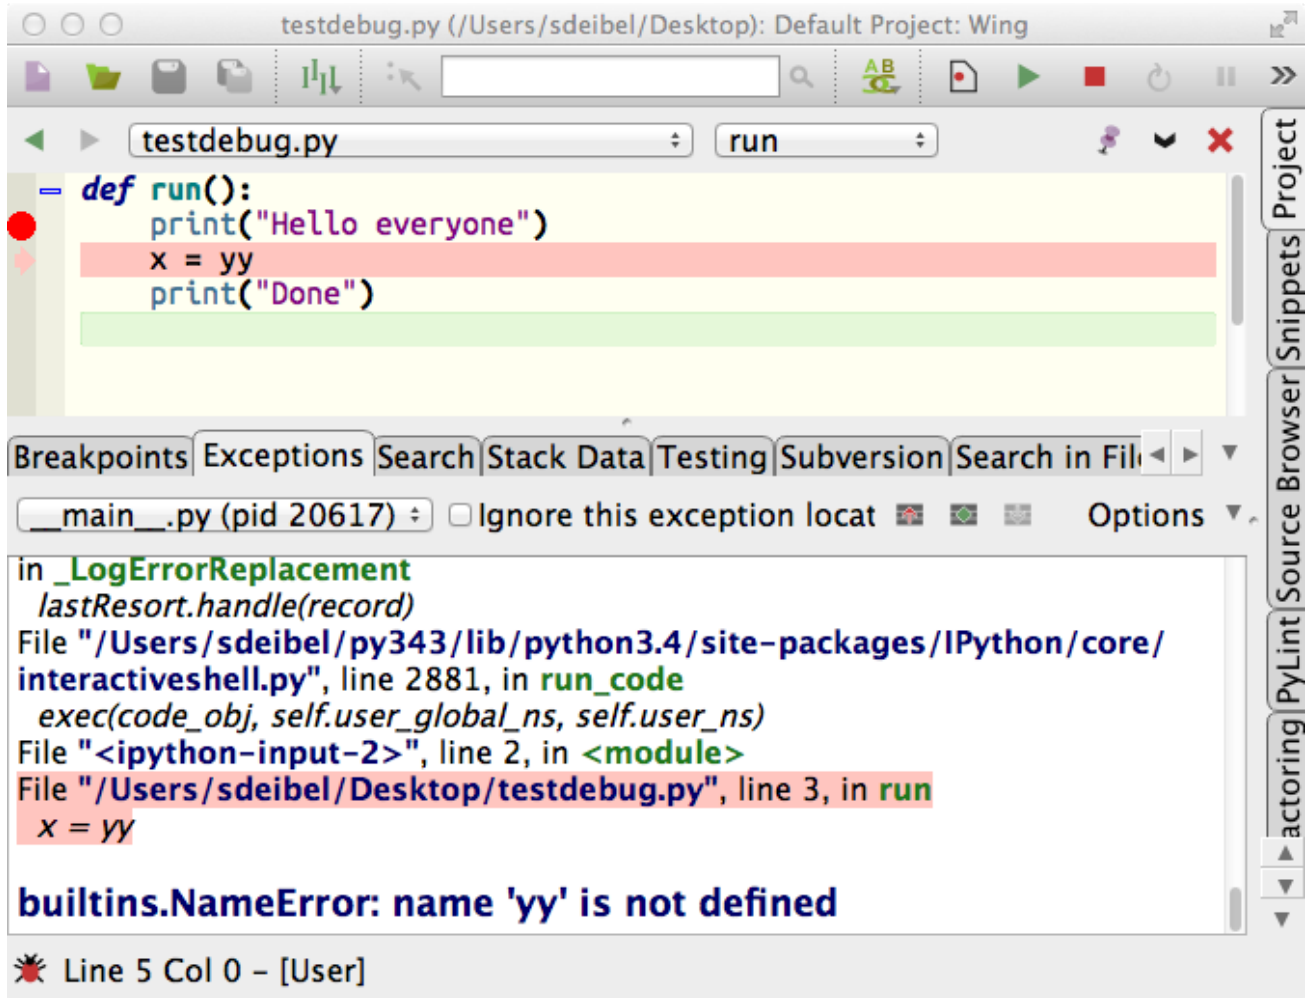 testdebug.py (/Users/sdeibel/Desktop): Default Project: Wing
AB
testdebug.py
run
def run():
print("Hello everyone")
x = yy
print("Done")
Breakpoints Exceptions Search Stack Data Testing Subversion Search in File
__main__.py (pid 20617) Ignore this exception locat Options
in _LogErrorReplacement
lastResort.handle(record)
File "/Users/sdeibel/py343/lib/python3.4/site-packages/IPython/core/
interactiveshell.py", line 2881, in run_code
exec(code_obj, self.user_global_ns, self.user_ns)
File "<ipython-input-2>", line 2, in <module>
File "/Users/sdeibel/Desktop/testdebug.py", line 3, in run
x = yy
builtins.NameError: name 'yy' is not defined
Line 5 Col 0 – [User]
Project
Snippets
Source Browser
PyLint
actoring